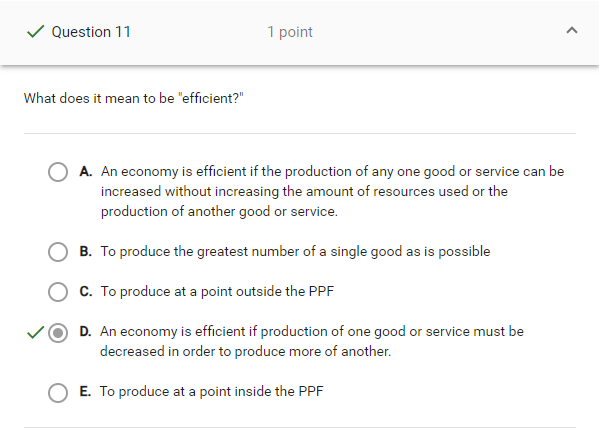 Question 11
1 point
What does it mean to be "efficient?"
A. An economy is efficient if the production of any one good or service can be
increased without increasing the amount of resources used or the
production of another good or service.
B. To produce the greatest number of a single good as is possible
C. To produce at a point outside the PPF
D. An economy is efficient if production of one good or service must be
decreased in order to produce more of another.
E. To produce at a point inside the PPF